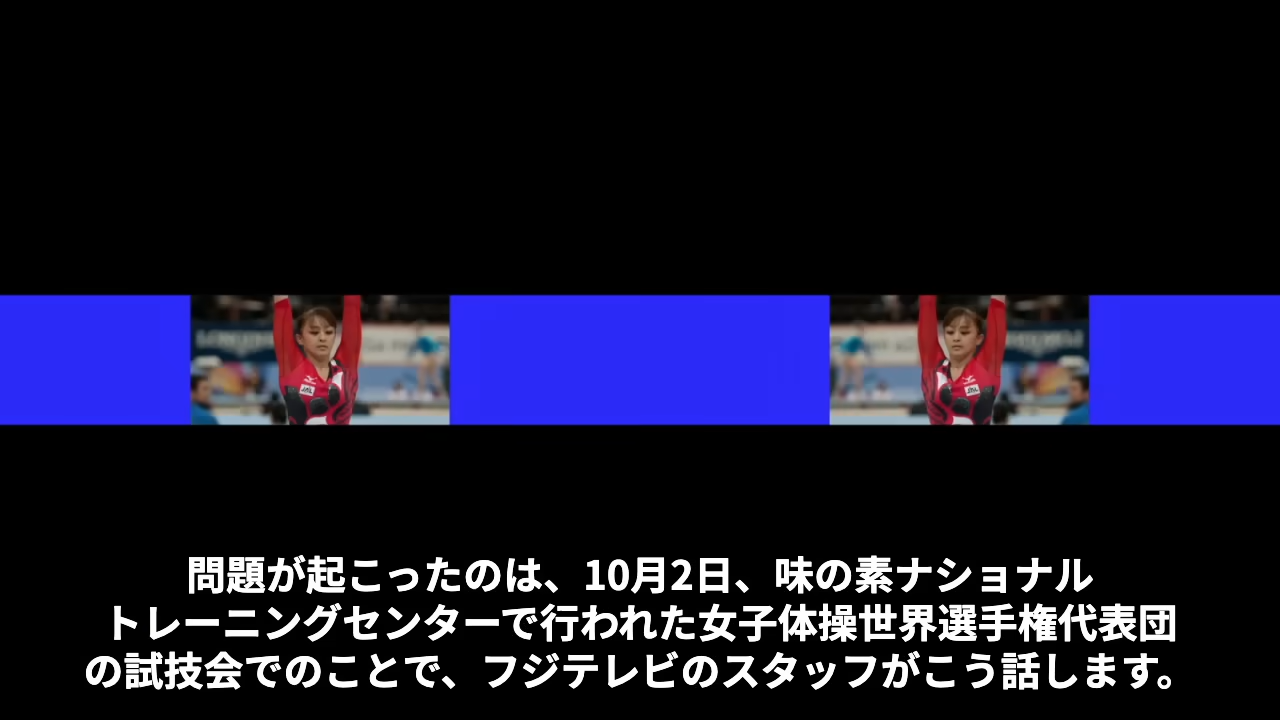 問題が起こったのは、10月2日、味の素ナショナル
トレーニングセンターで行われた女子体操世界選手権代表団
の試技会でのことで、フジテレビのスタッフがこう話します。